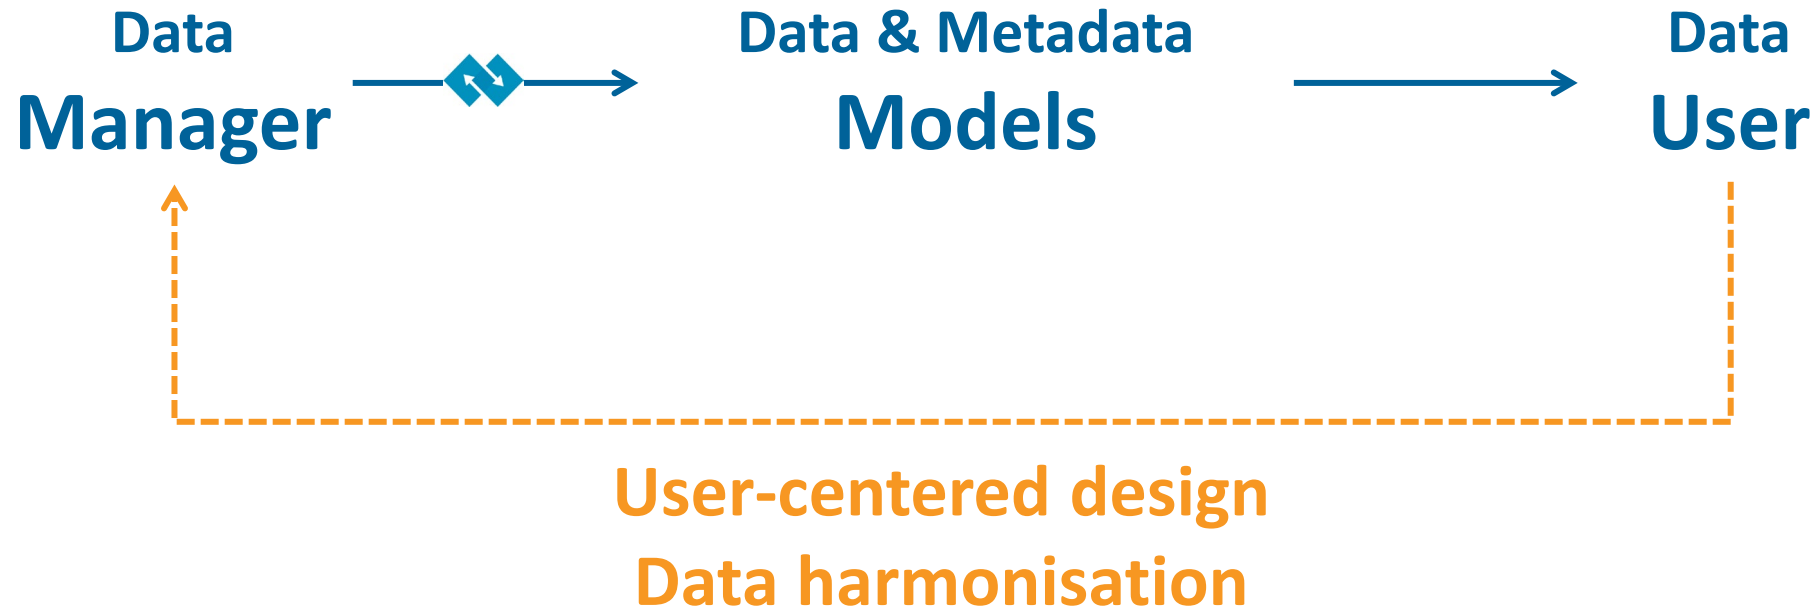 Data
Manager
Data & Metadata
Models
Data
User
User-centered design
Data harmonisation